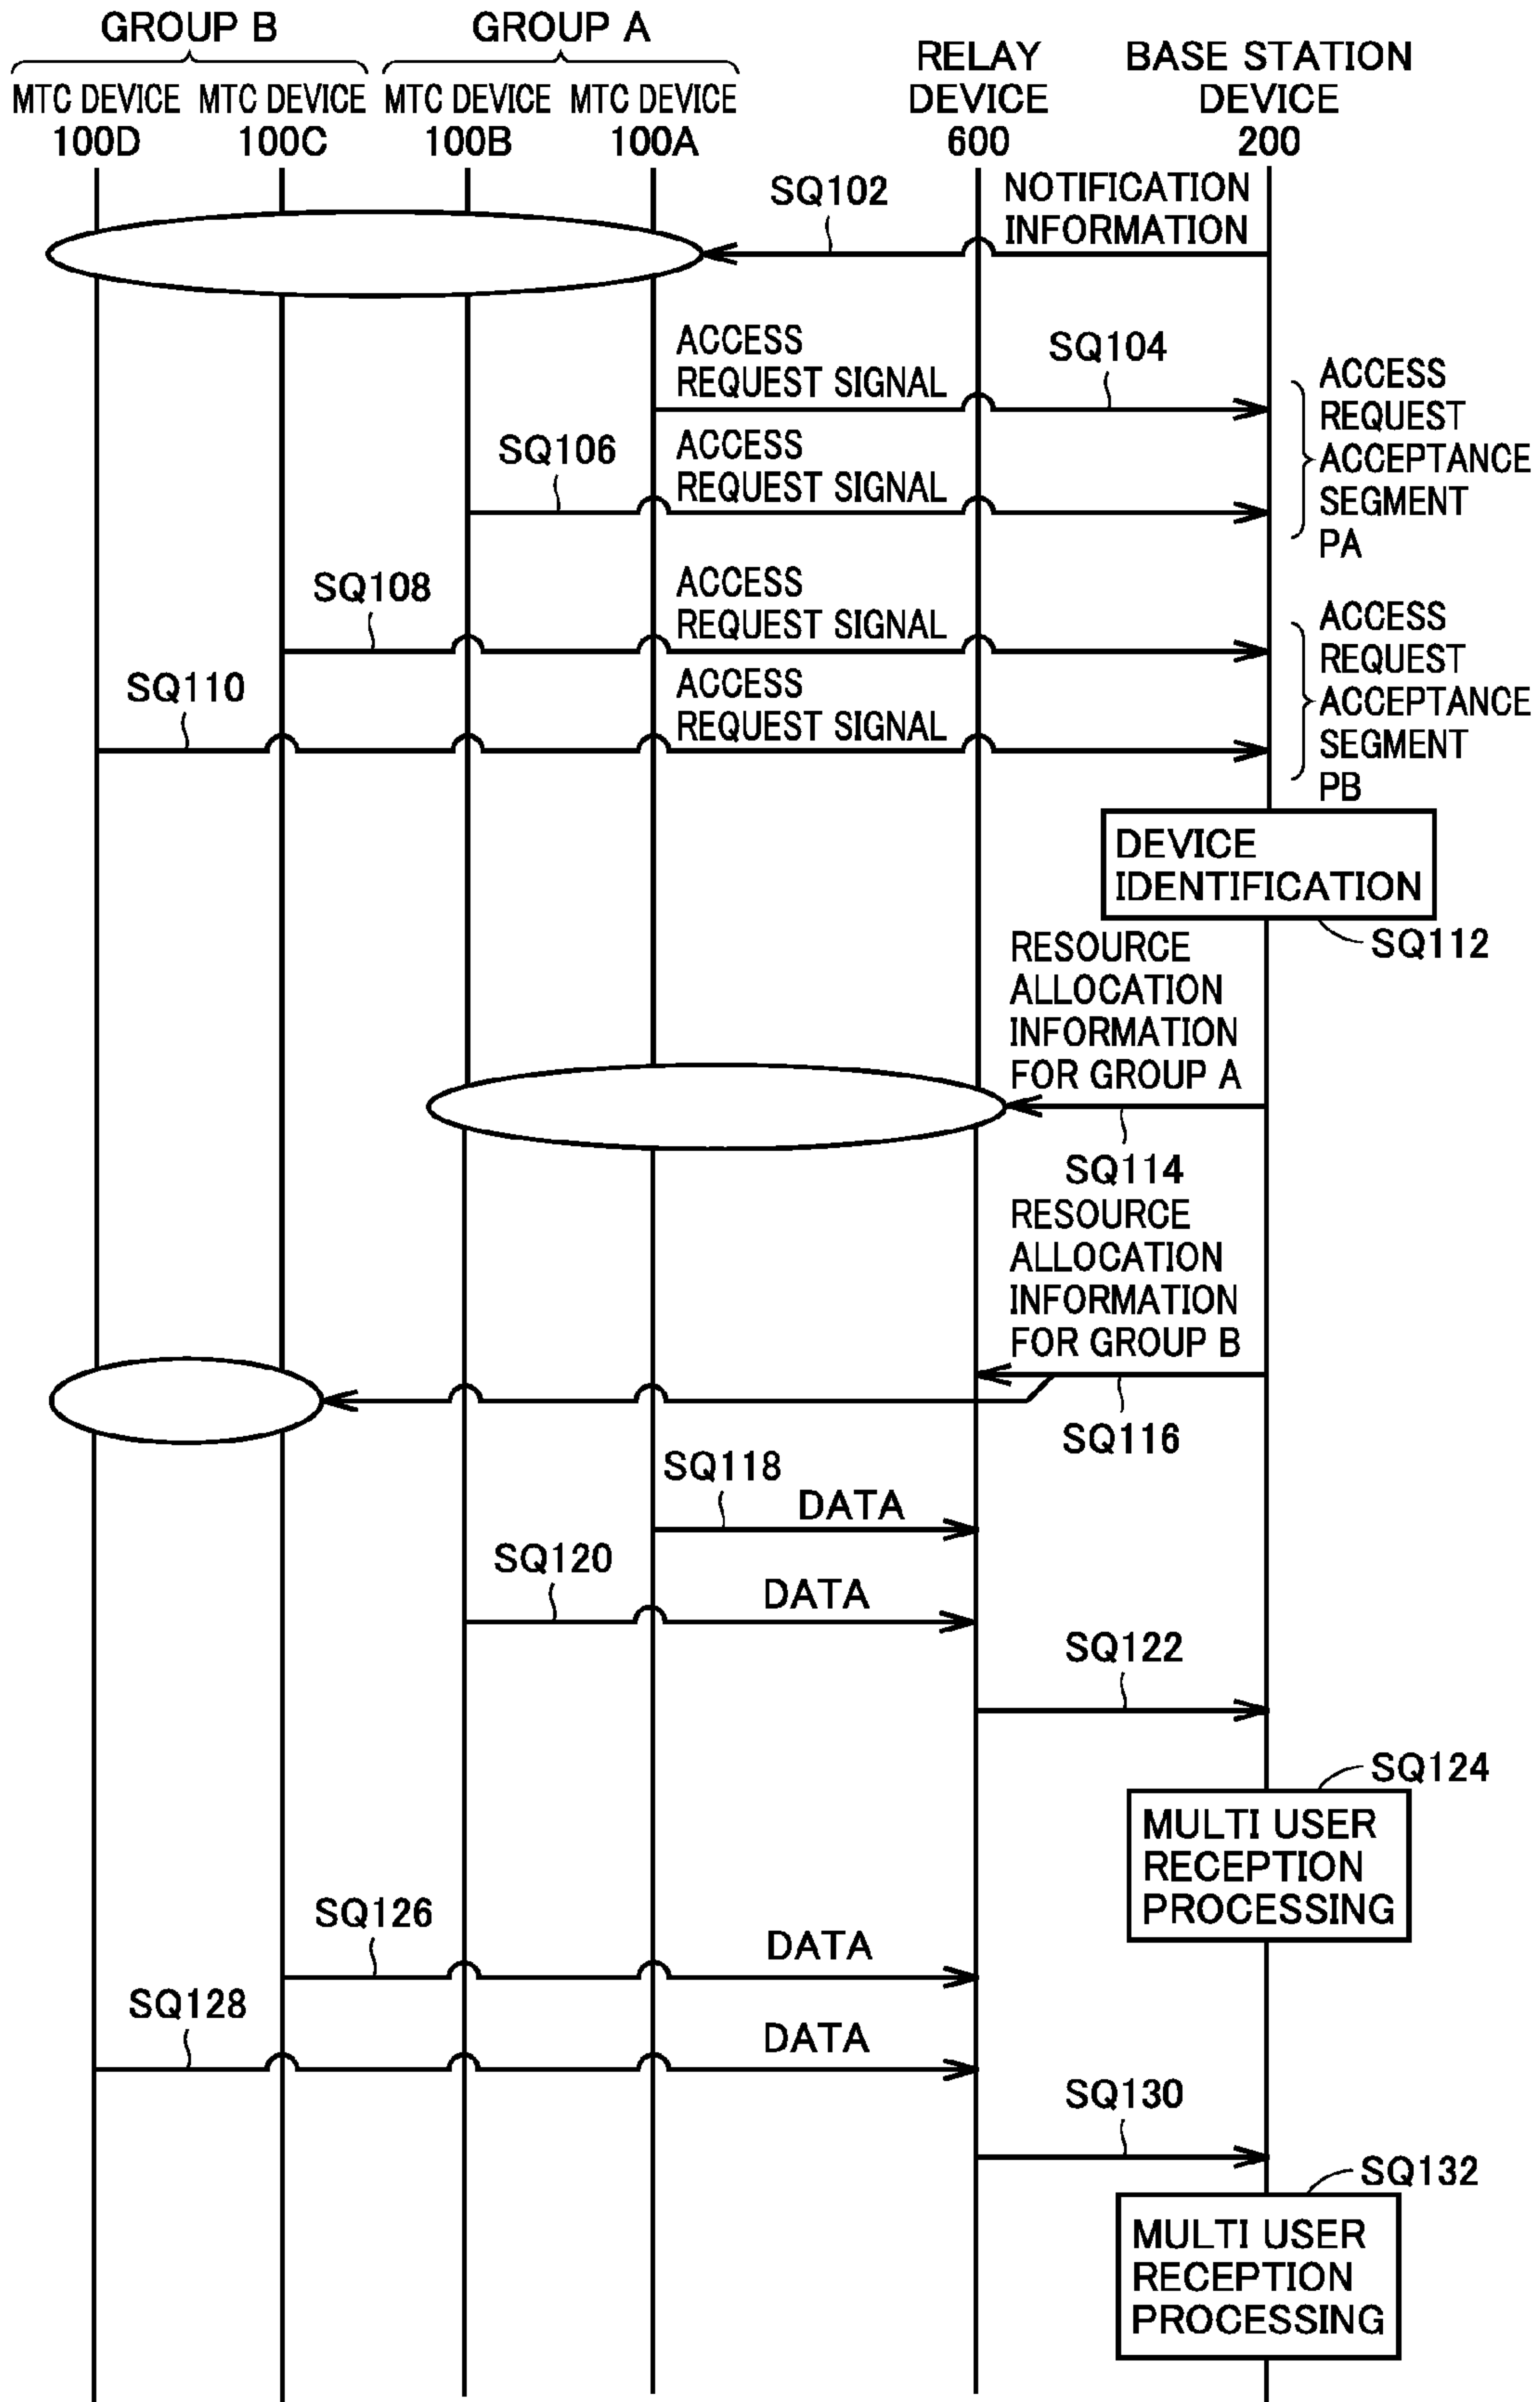 GROUP B
GROUP A
MTC DEVICE
100D
MTC DEVICE
100C
MTC DEVICE
100B
MTC DEVICE
100A
RELAY
DEVICE
600
BASE STATION
DEVICE
200
SQ102
NOTIFICATION
INFORMATION
ACCESS
REQUEST SIGNAL
SQ104
SQ106
ACCESS
REQUEST SIGNAL
ACCESS
REQUEST
ACCEPTANCE
SEGMENT
PA
SQ108
ACCESS
REQUEST SIGNAL
SQ110
ACCESS
REQUEST SIGNAL
ACCESS
REQUEST
ACCEPTANCE
SEGMENT
PB
DEVICE
IDENTIFICATION
SQ112
RESOURCE
ALLOCATION
INFORMATION
FOR GROUP A
SQ114
RESOURCE
ALLOCATION
INFORMATION
FOR GROUP B
SQ116
SQ118
DATA
SQ120
DATA
SQ122
SQ124
MULTI USER
RECEPTION
PROCESSING
SQ126
DATA
SQ128
DATA
SQ130
SQ132
MULTI USER
RECEPTION
PROCESSING